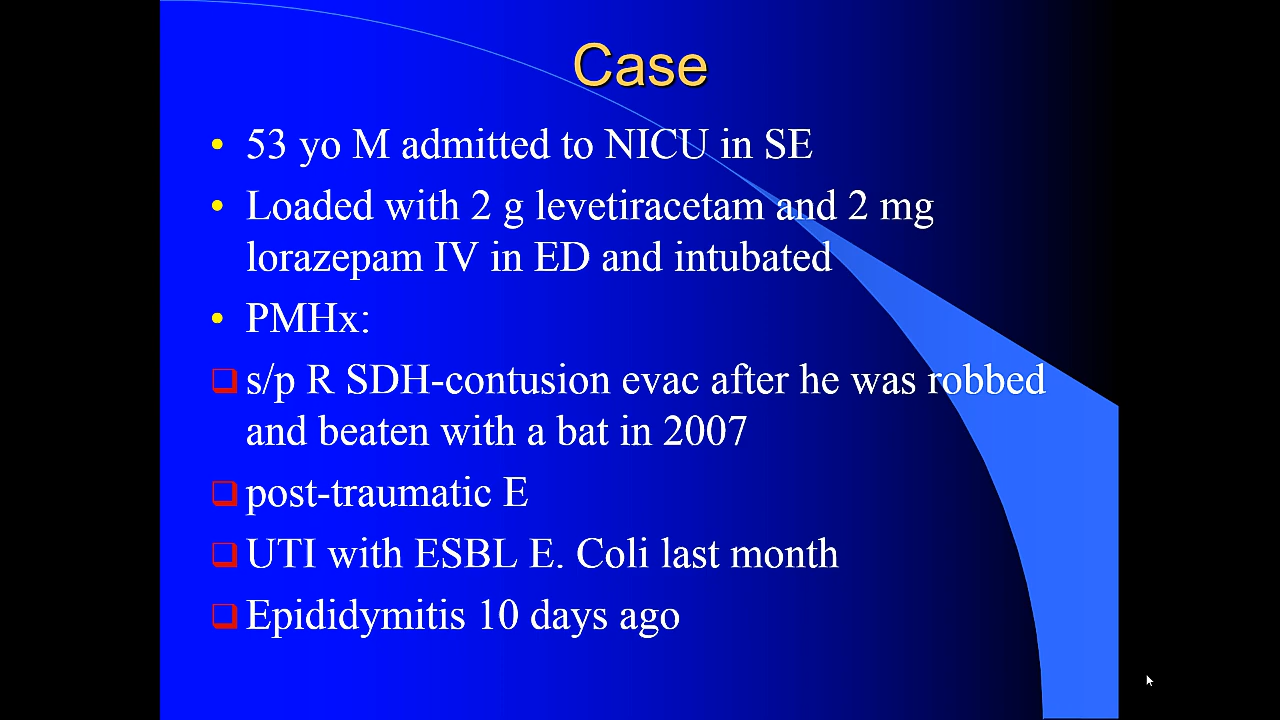 Case
• 53 yo M admitted to NICU in SE
• Loaded with 2 g levetiracetam and 2 mg
lorazepam IV in ED and intubated
• PMHx:
❑ s/p R SDH-contusion evac after he was robbed
and beaten with a bat in 2007
❑ post-traumatic E
❑ UTI with ESBL E. Coli last month
❑ Epididymitis 10 days ago